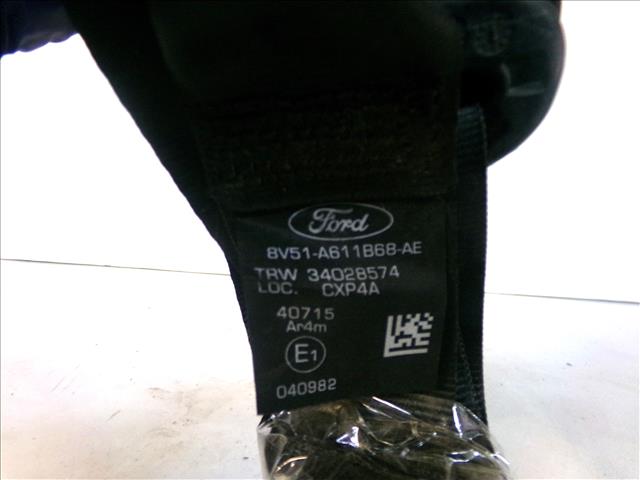 Ford
8V51-A611B68-AE
TRW 34028574
LOC. CXP4A
40715
Ar4m
E1
040982